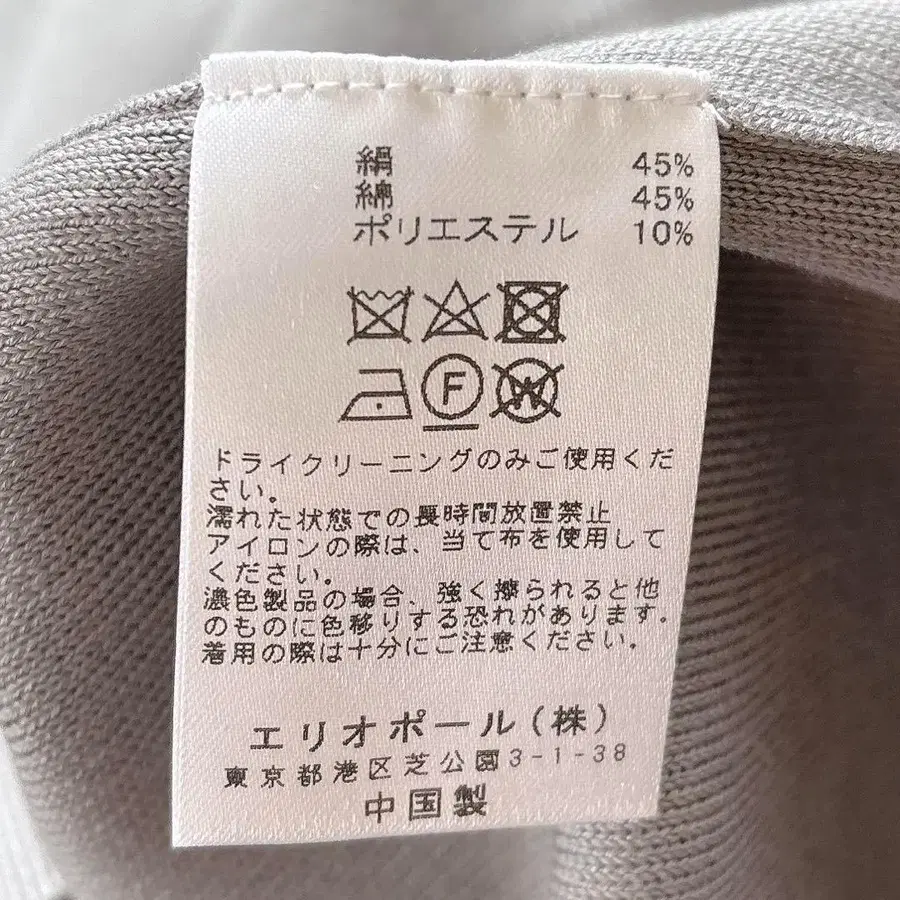 絹 45%
綿 45%
ポリエステル 10%
F
W
ドライクリーニングのみご使用くだ
さい。
濡れた状態での長時間放置禁止
アイロンの際は、当て布を使用して
ください。
濃色製品の場合、強く擦られると他
のものに色移りする恐れがあります。
着用の際は十分にご注意ください。
エリオポール(株)
東京都港区芝公園3-1-38
中国製